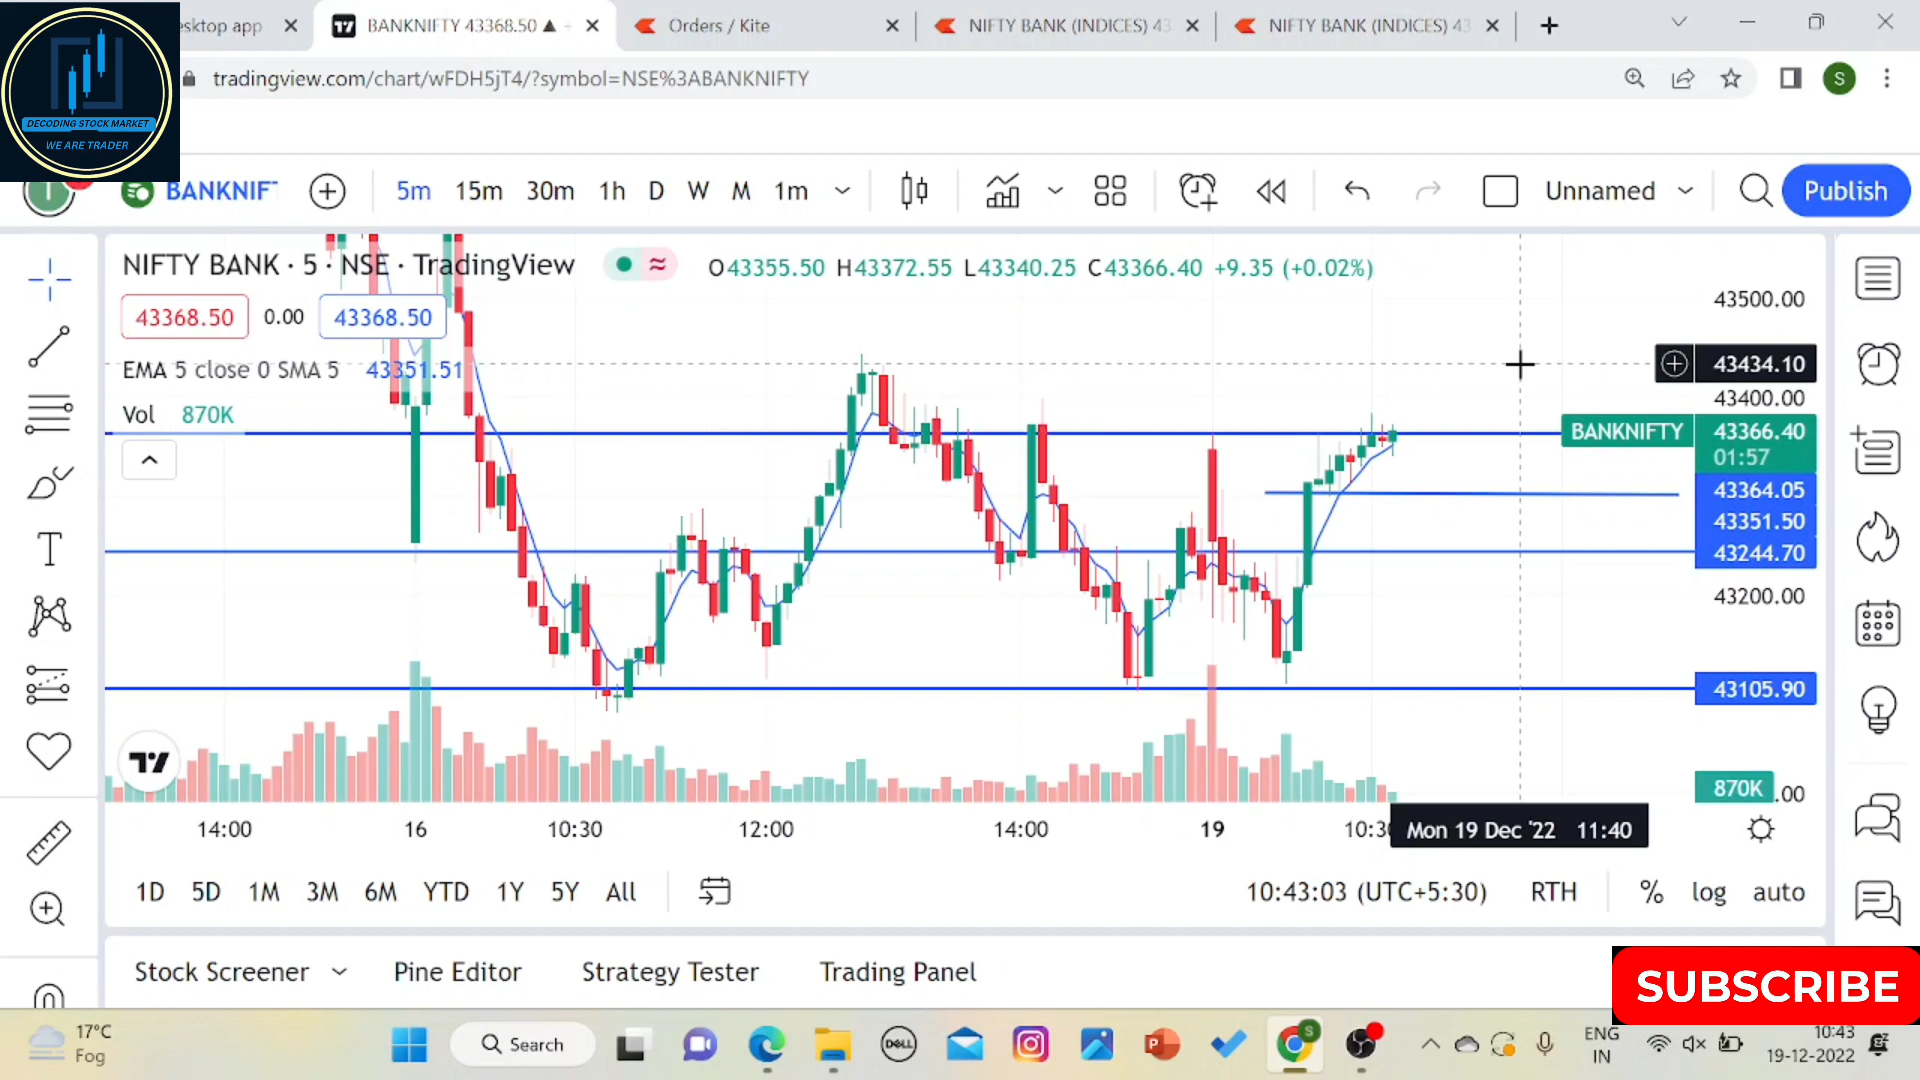 DECODING STOCK MARKET
WE ARE TRADER
esktop app
BANKNIFTY 43368.50 ▲
Orders / Kite
NIFTY BANK (INDICES) 43
NIFTY BANK (INDICES) 43
S
tradingview.com/chart/wFDH5jT4/?symbol=NSE%3ABANKNIFTY
BANKNIF
5m
15m
30m
1h
D
W
M
1m
Unnamed
Publish
NIFTY BANK · 5 · NSE · TradingView
O43355.50 H43372.55 L43340.25 C43366.40 +9.35 (+0.02%)
43368.50
0.00
43368.50
EMA 5 close 0 SMA 5 43351.51
Vol 870K
43500.00
43434.10
43400.00
BANKNIFTY
43366.40
01:57
43364.05
43351.50
43244.70
43200.00
43105.90
870K
.00
14:00
16
10:30
12:00
14:00
19
10:30
Mon 19 Dec '22 11:40
1D
5D
1M
3M
6M
YTD
1Y
5Y
All
10:43:03 (UTC+5:30)
RTH
%
log
auto
Stock Screener
Pine Editor
Strategy Tester
Trading Panel
SUBSCRIBE
17°C
Fog
Search
DELL
S
ENG
IN
10:43
19-12-2022